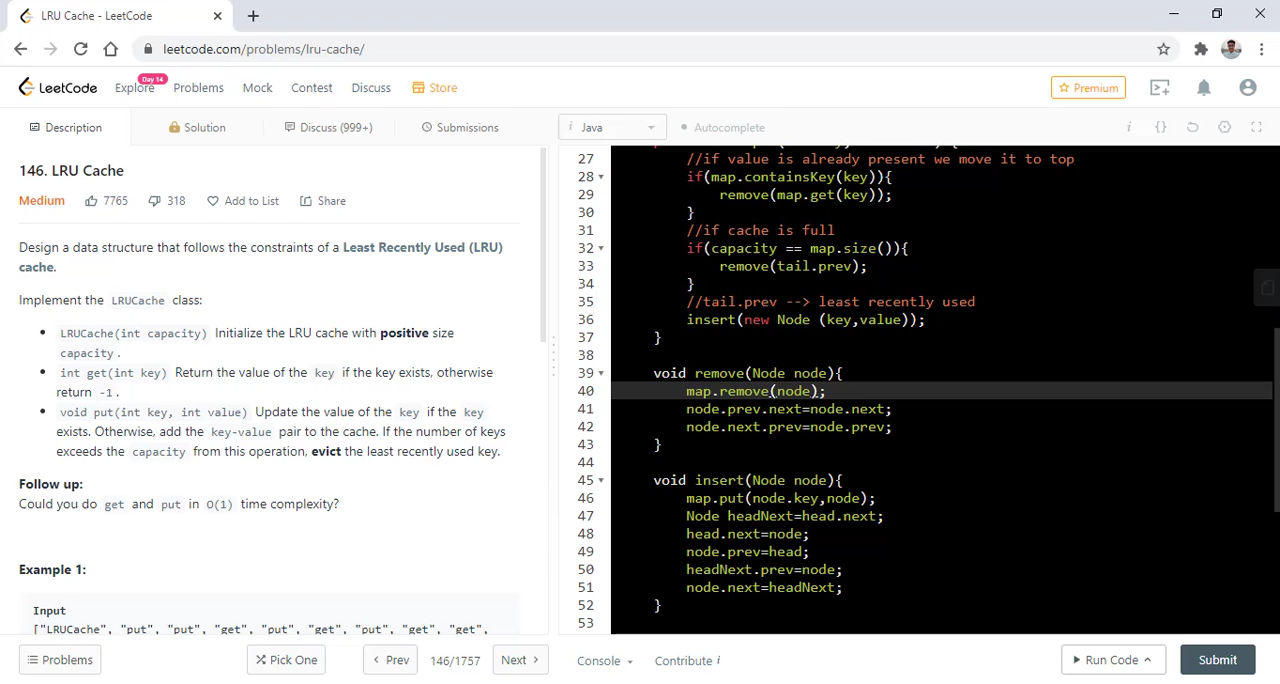 LRU Cache - LeetCode
leetcode.com/problems/lru-cache/
LeetCode
Explore
Day 14
Problems
Mock
Contest
Discuss
Store
Premium
Description
Solution
Discuss (999+)
Submissions
i Java
Autocomplete
146. LRU Cache
Medium 7765 318 Add to List Share
Design a data structure that follows the constraints of a Least Recently Used (LRU)
cache.
Implement the LRUCache class:
LRUCache(int capacity) Initialize the LRU cache with positive size
capacity .
int get(int key) Return the value of the key if the key exists, otherwise
return -1 .
void put(int key, int value) Update the value of the key if the key
exists. Otherwise, add the key-value pair to the cache. If the number of keys
exceeds the capacity from this operation, evict the least recently used key.
Follow up:
Could you do get and put in O(1) time complexity?
Example 1:
Input
["LRUCache", "put", "put", "get", "put", "get", "put", "get", "get",
27 //if value is already present we move it to top
28 if(map.containsKey(key)){
29 remove(map.get(key));
30 }
31 //if cache is full
32 if(capacity == map.size()){
33 remove(tail.prev);
34 }
35 //tail.prev --> least recently used
36 insert(new Node (key,value));
37 }
38
39 void remove(Node node){
40 map.remove(node);
41 node.prev.next=node.next;
42 node.next.prev=node.prev;
43 }
44
45 void insert(Node node){
46 map.put(node.key,node);
47 Node headNext=head.next;
48 head.next=node;
49 node.prev=head;
50 headNext.prev=node;
51 node.next=headNext;
52 }
53
Problems
Pick One
Prev
146/1757
Next
Console
Contribute i
Run Code
Submit